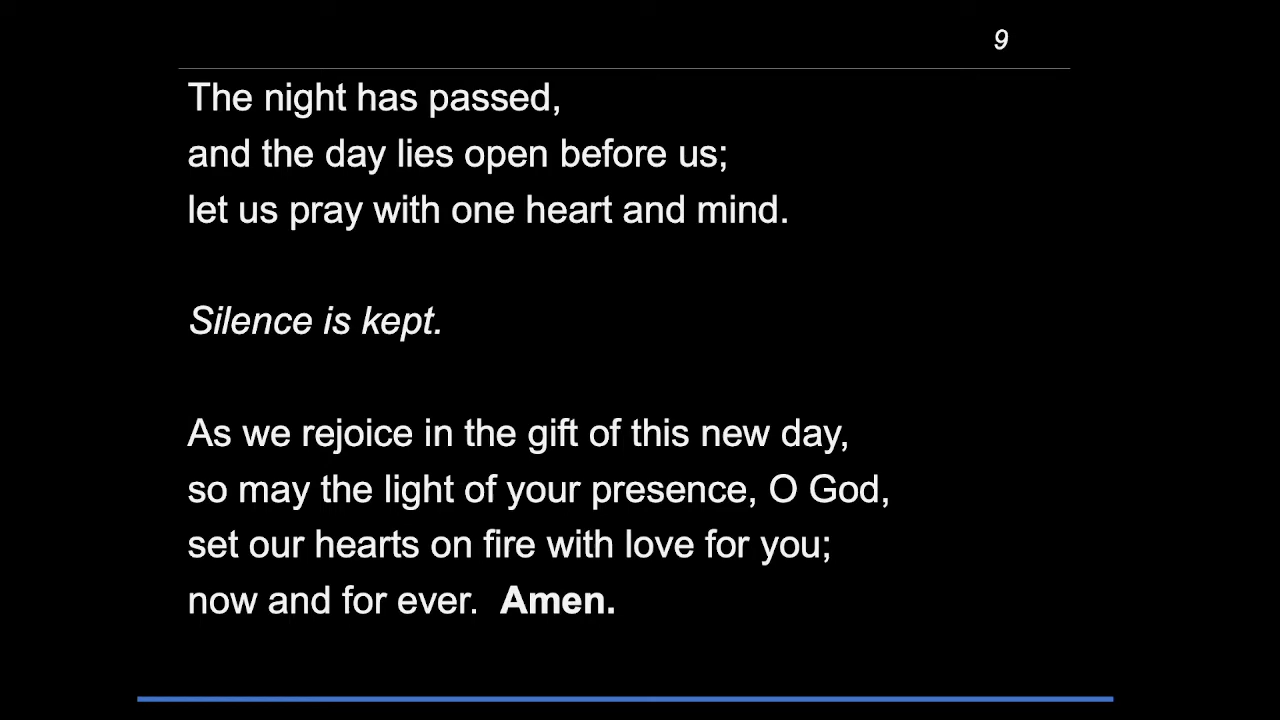 9
The night has passed,
and the day lies open before us;
let us pray with one heart and mind.
Silence is kept.
As we rejoice in the gift of this new day,
so may the light of your presence, O God,
set our hearts on fire with love for you;
now and for ever. Amen.